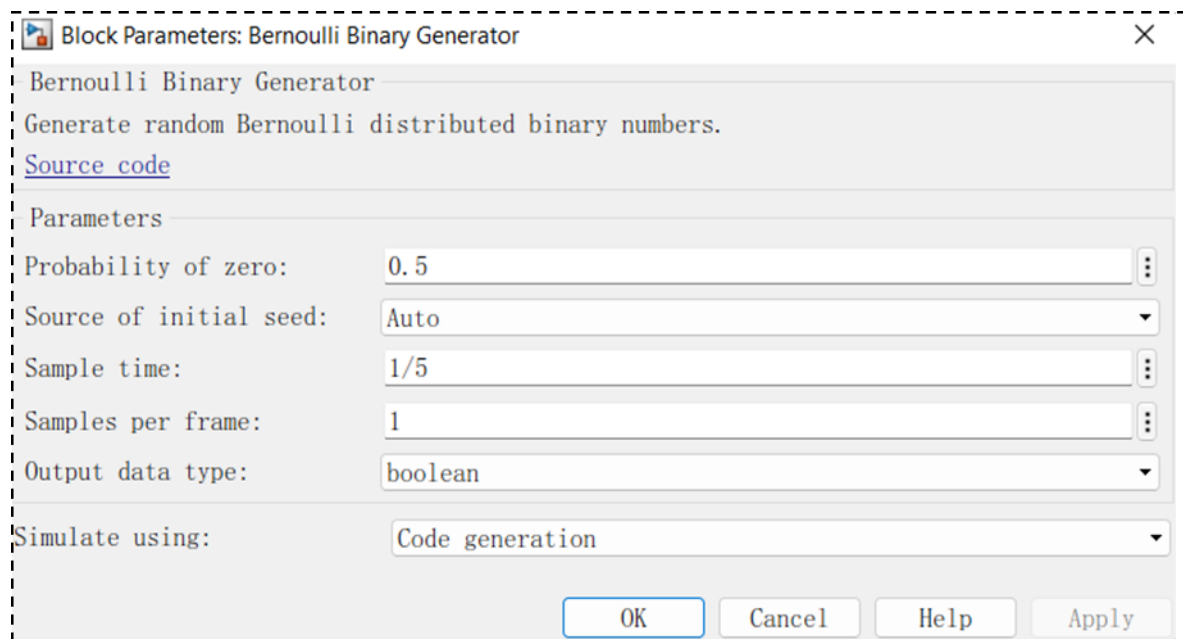 Block Parameters: Bernoulli Binary Generator
Bernoulli Binary Generator
Generate random Bernoulli distributed binary numbers.
Source code
Parameters
Probability of zero: 0.5
Source of initial seed: Auto
Sample time: 1/5
Samples per frame: 1
Output data type: boolean
Simulate using: Code generation
OK Cancel Help Apply